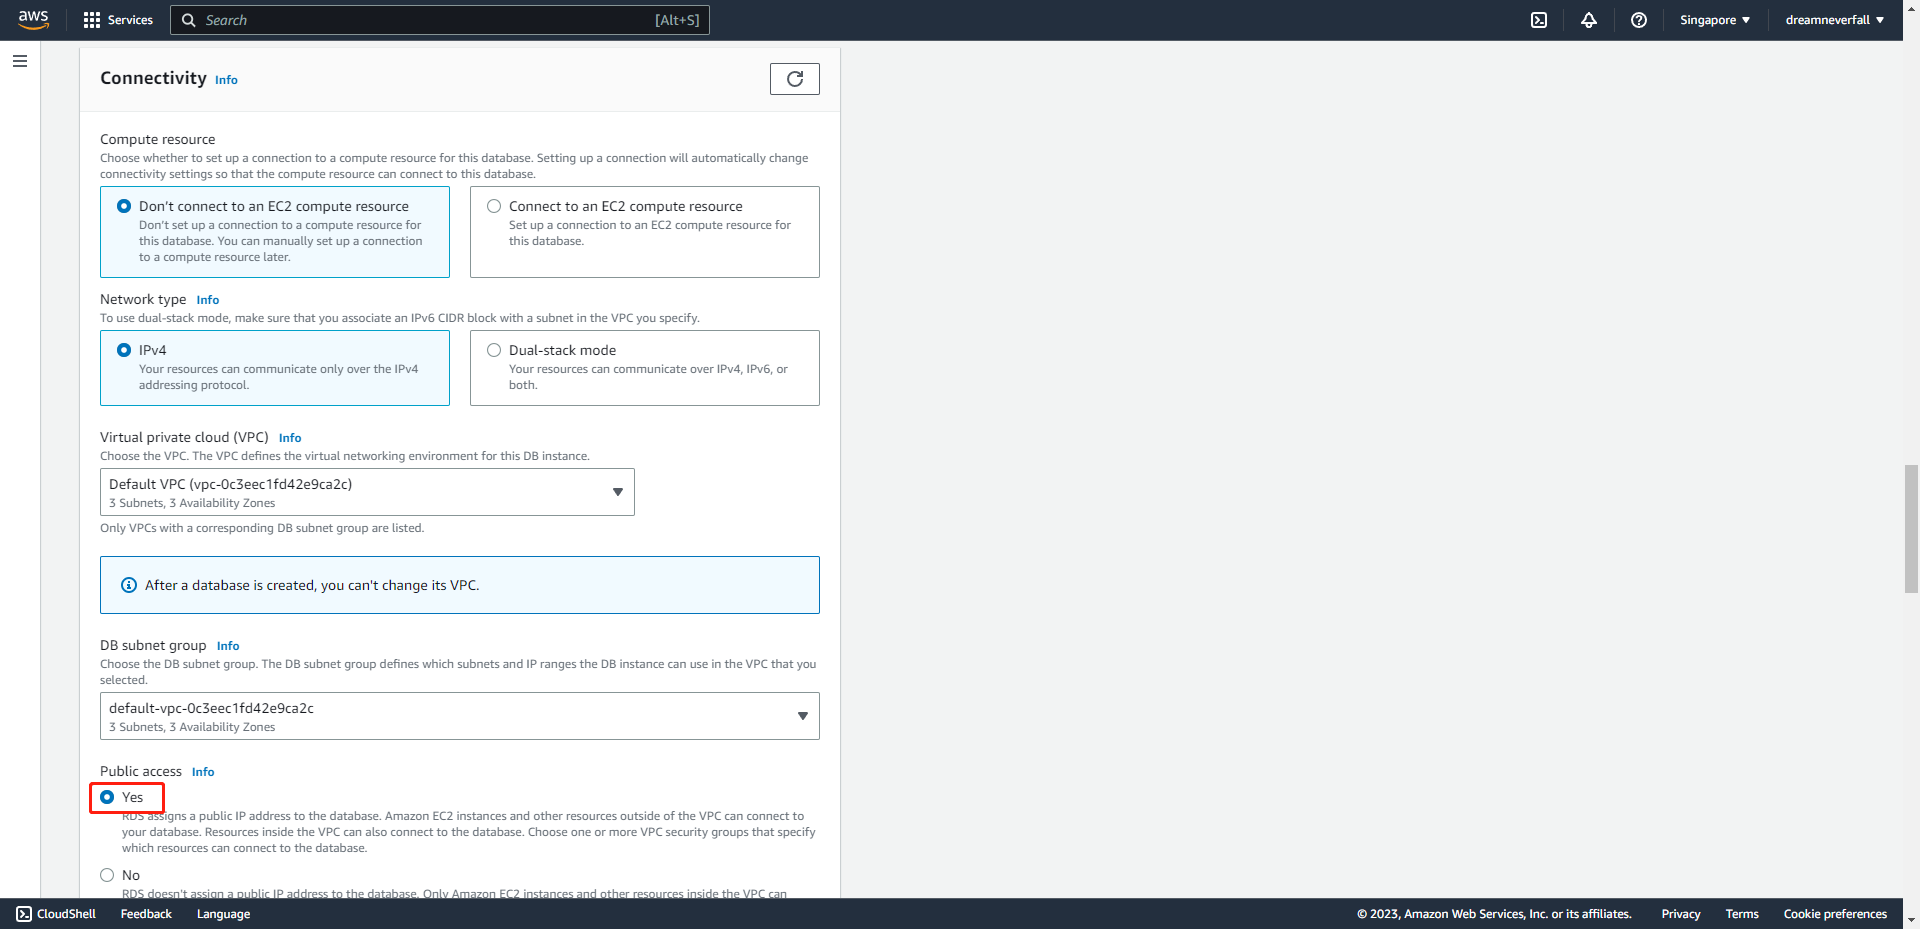 aws
Services
Search
[Alt+S]
Singapore
dreamneverfall
Connectivity Info
Compute resource
Choose whether to set up a connection to a compute resource for this database. Setting up a connection will automatically change
connectivity settings so that the compute resource can connect to this database.
Don't connect to an EC2 compute resource
Don't set up a connection to a compute resource for
this database. You can manually set up a connection
to a compute resource later.
Connect to an EC2 compute resource
Set up a connection to an EC2 compute resource for
this database.
Network type Info
To use dual-stack mode, make sure that you associate an IPv6 CIDR block with a subnet in the VPC you specify.
IPv4
Your resources can communicate only over the IPv4
addressing protocol.
Dual-stack mode
Your resources can communicate over IPv4, IPv6, or
both.
Virtual private cloud (VPC) Info
Choose the VPC. The VPC defines the virtual networking environment for this DB instance.
Default VPC (vpc-0c3eec1fd42e9ca2c)
3 Subnets, 3 Availability Zones
Only VPCs with a corresponding DB subnet group are listed.
After a database is created, you can't change its VPC.
DB subnet group Info
Choose the DB subnet group. The DB subnet group defines which subnets and IP ranges the DB instance can use in the VPC that you
selected.
default-vpc-0c3eec1fd42e9ca2c
3 Subnets, 3 Availability Zones
Public access Info
Yes
RDS assigns a public IP address to the database. Amazon EC2 instances and other resources outside of the VPC can connect to
your database. Resources inside the VPC can also connect to the database. Choose one or more VPC security groups that specify
which resources can connect to the database.
No
RDS doesn't assign a public IP address to the database. Only Amazon EC2 instances and other resources inside the VPC can
CloudShell
Feedback
Language
© 2023, Amazon Web Services, Inc. or its affiliates.
Privacy
Terms
Cookie preferences